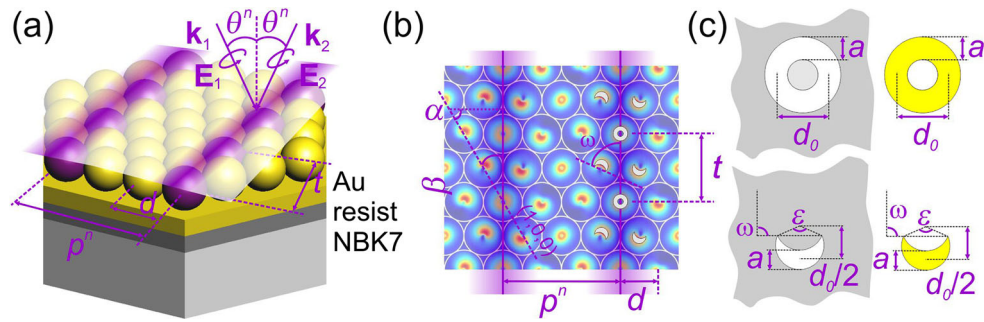 (a)
θⁿ θⁿ
k₁ k₂
E₁ E₂
t
d
pⁿ
Au
resist
NBK7
(b)
α
ω
β
t
pⁿ d
(c)
a a
d₀ d₀
ω ε ω ε
a a
d₀/2 d₀/2